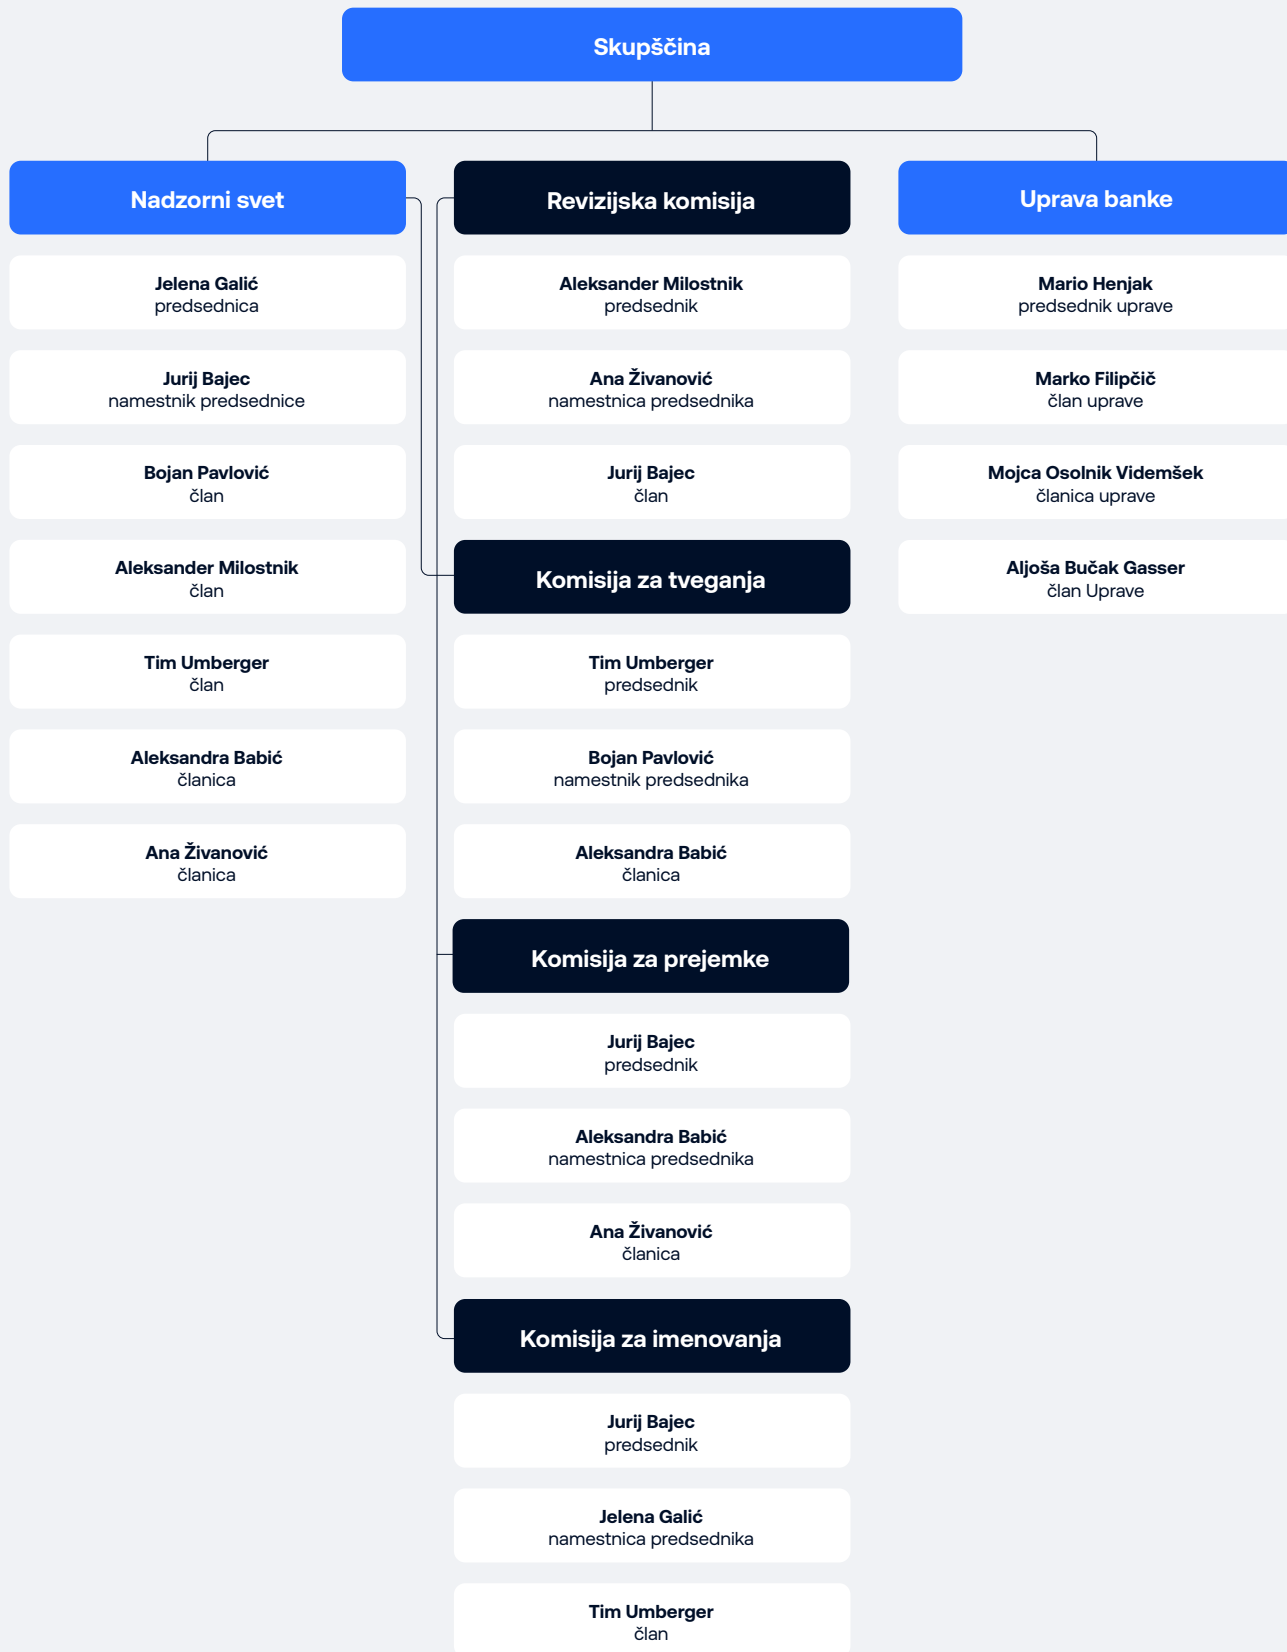 Skupščina
Nadzorni svet
Jelena Galić
predsednica
Jurij Bajec
namestnik predsednice
Bojan Pavlović
član
Aleksander Milostnik
član
Tim Umberger
član
Aleksandra Babić
članica
Ana Živanović
članica
Revizijska komisija
Aleksander Milostnik
predsednik
Ana Živanović
namestnica predsednika
Jurij Bajec
član
Komisija za tveganja
Tim Umberger
predsednik
Bojan Pavlović
namestnik predsednika
Aleksandra Babić
članica
Komisija za prejemke
Jurij Bajec
predsednik
Aleksandra Babić
namestnica predsednika
Ana Živanović
članica
Komisija za imenovanja
Jurij Bajec
predsednik
Jelena Galić
namestnica predsednika
Tim Umberger
član
Uprava banke
Mario Henjak
predsednik uprave
Marko Filipčič
član uprave
Mojca Osolnik Videmšek
članica uprave
Aljoša Bučak Gasser
član Uprave